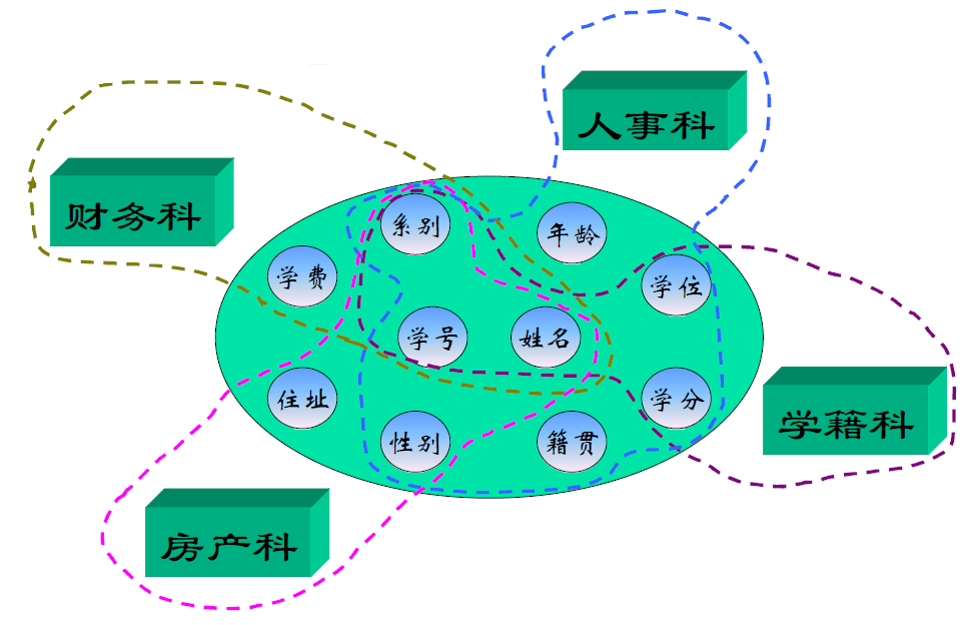 人事科
财务科
系别
年龄
学费
学位
学号
姓名
住址
学分
学籍科
性别
籍贯
房产科